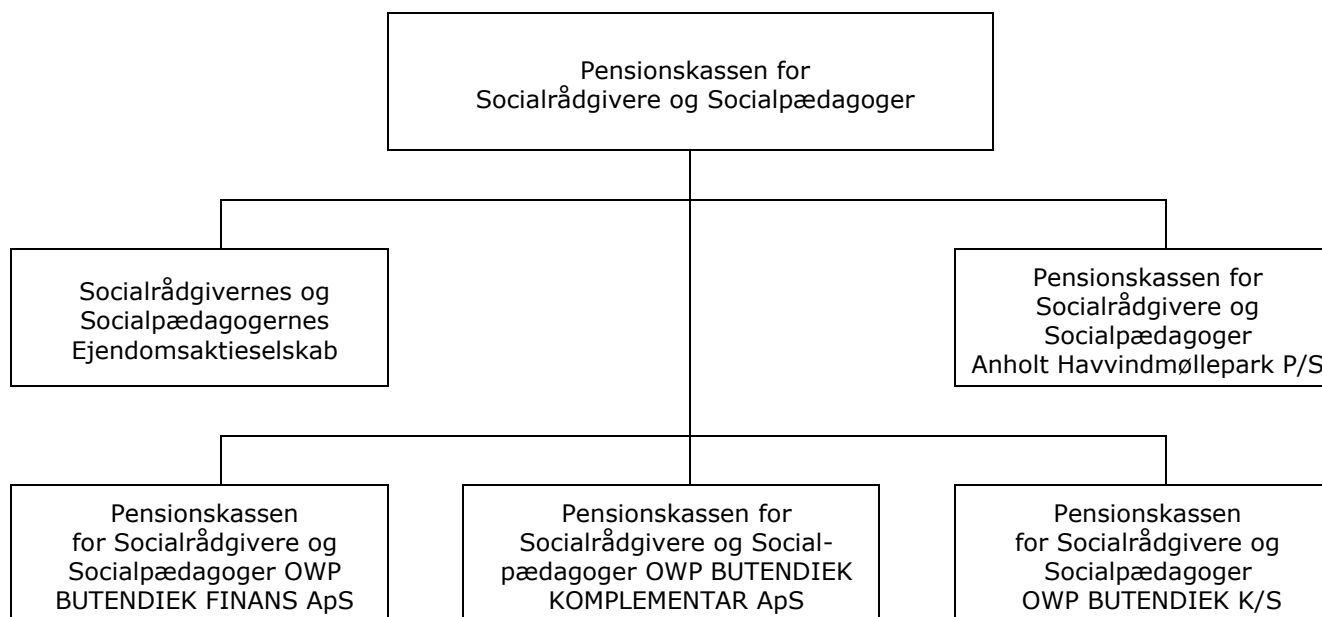 Pensionskassen for
Socialrådgivere og Socialpædagoger
Socialrådgivernes og
Socialpædagogernes
Ejendomsaktieselskab
Pensionskassen for
Socialrådgivere og
Socialpædagoger
Anholt Havvindmøllepark P/S
Pensionskassen
for Socialrådgivere og
Socialpædagoger OWP
BUTENDIEK FINANS ApS
Pensionskassen for
Socialrådgivere og Social-
pædagoger OWP BUTENDIEK
KOMPLEMENTAR ApS
Pensionskassen
for Socialrådgivere og
Socialpædagoger
OWP BUTENDIEK K/S